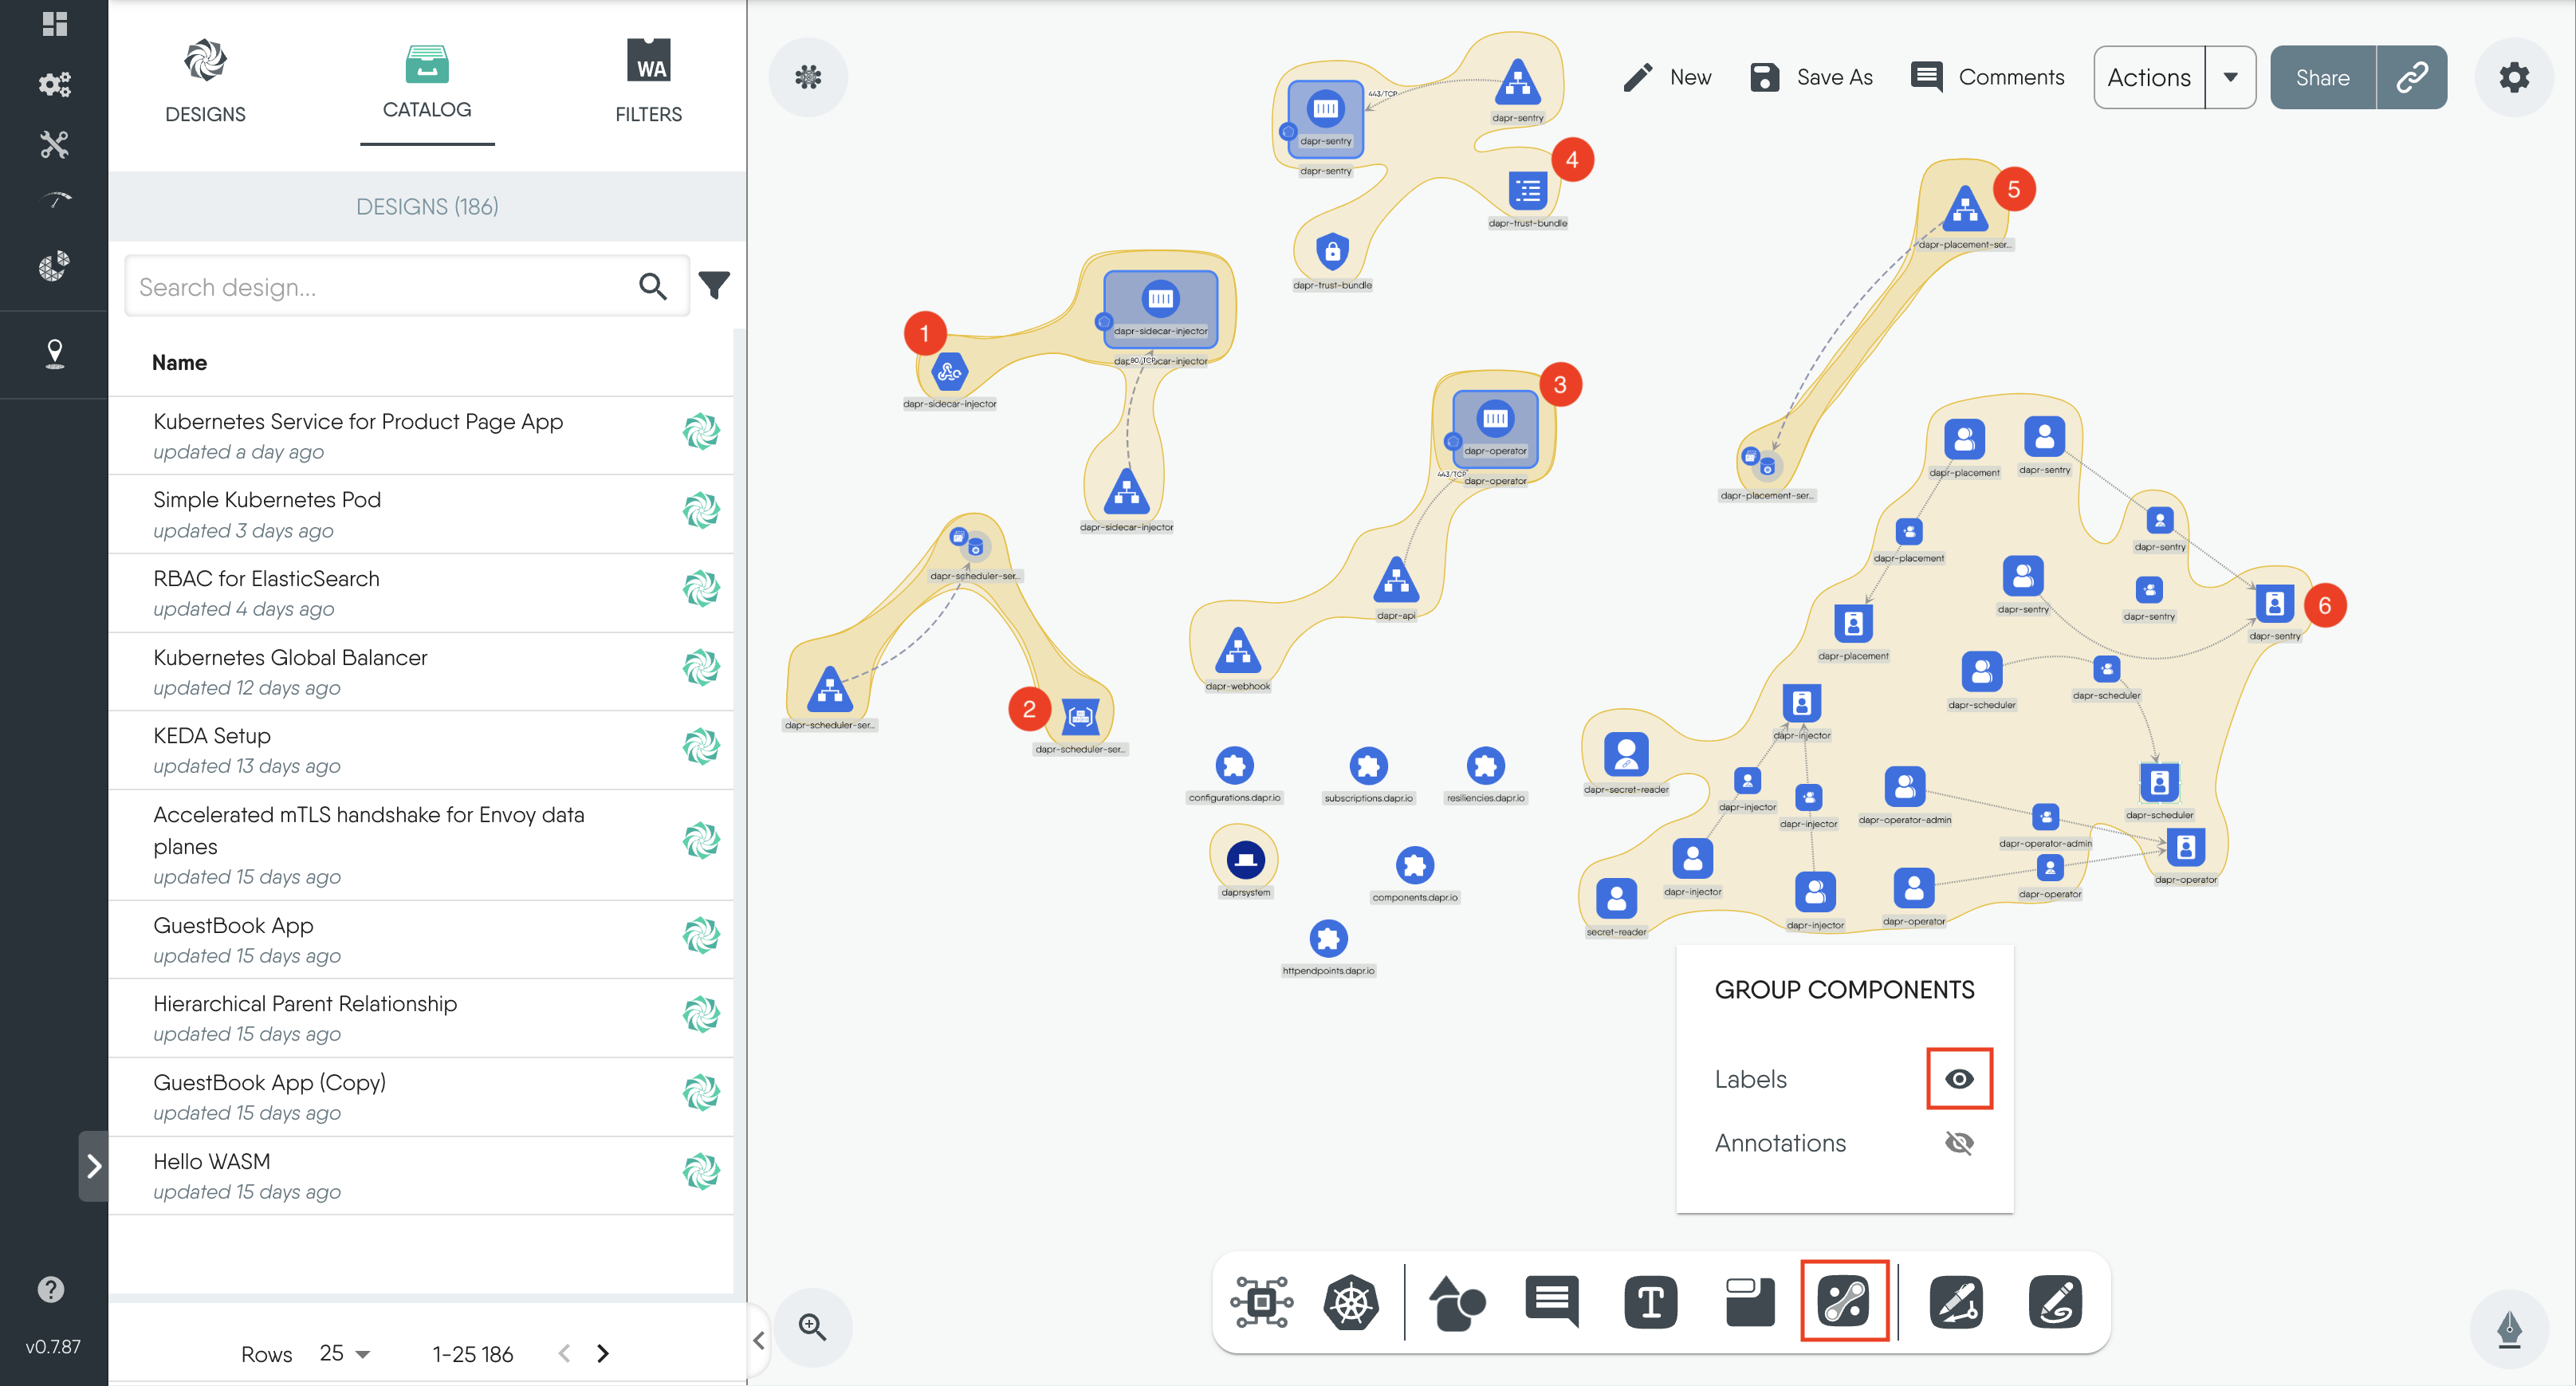 DESIGNS
CATALOG
WA
FILTERS
DESIGNS (186)
Search design...
Name
Kubernetes Service for Product Page App
updated a day ago
Simple Kubernetes Pod
updated 3 days ago
RBAC for ElasticSearch
updated 4 days ago
Kubernetes Global Balancer
updated 12 days ago
KEDA Setup
updated 13 days ago
Accelerated mTLS handshake for Envoy data
planes
updated 15 days ago
GuestBook App
updated 15 days ago
Hierarchical Parent Relationship
updated 15 days ago
GuestBook App (Copy)
updated 15 days ago
Hello WASM
updated 15 days ago
Rows 25 1-25 186
v0.7.87
New
Save As
Comments
Actions
Share
443/TCP
dapr-sentry
dapr-sentry
dapr-sentry
4
dapr-trust-bundle
dapr-trust-bundle
5
dapr-placement-ser...
dapr-placement-ser...
1
dapr-sidecar-injector
80/TCP
dapr-sidecar-injector
dapr-sidecar-injector
3
dapr-operator
443/TCP
dapr-operator
dapr-api
dapr-webhook
dapr-scheduler-ser...
dapr-scheduler-ser...
2
dapr-scheduler-ser...
configurations.dapr.io
subscriptions.dapr.io
resiliencies.dapr.io
daprsystem
components.dapr.io
httpendpoints.dapr.io
dapr-placement
dapr-sentry
dapr-sentry
dapr-placement
dapr-sentry
dapr-sentry
6
dapr-sentry
dapr-placement
dapr-scheduler
dapr-scheduler
dapr-injector
dapr-secret-reader
dapr-injector
dapr-injector
dapr-operator-admin
dapr-scheduler
dapr-operator-admin
dapr-operator
dapr-injector
dapr-operator
dapr-operator
dapr-injector
secret-reader
GROUP COMPONENTS
Labels
Annotations
T